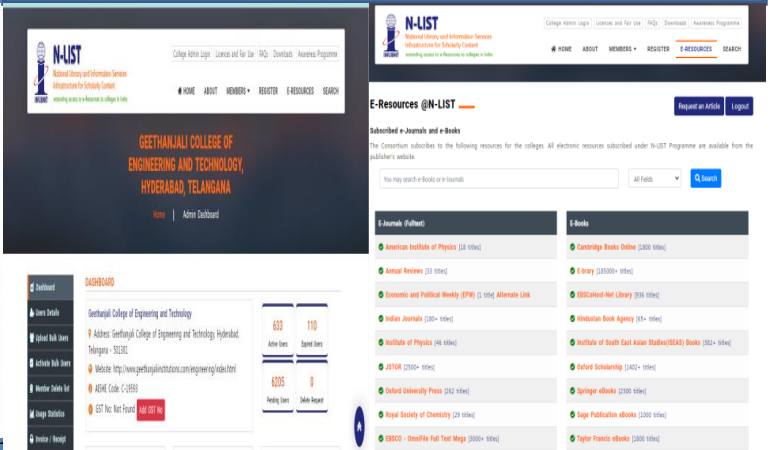 N-LIST
National Library and Information Services
Infrastructure for Scholarly Content
extending access to e-Resources to colleges in India
INFLIBNET
College Admin Login | Licences and Fair Use | FAQs | Downloads | Awareness Programme
HOME ABOUT MEMBERS REGISTER E-RESOURCES SEARCH
GEETHANJALI COLLEGE OF
ENGINEERING AND TECHNOLOGY,
HYDERABAD, TELANGANA
Home | Admin Dashboard
Dashboard
Users Details
Upload Bulk Users
Activate Bulk Users
Member Delete list
Usage Statistics
Invoice / Receipt
DASHBOARD
Geethanjali College of Engineering and Technology
Address: Geethanjali College of Engineering and Technology, Hyderabad,
Telangana - 501301
Website: http://www.geethanjaliinstitutions.com/engineering/index.html
AISHE Code: C-19593
GST No: Not Found Add GST No
633
Active Users
110
Expired Users
6205
Pending Users
0
Delete Request
N-LIST
National Library and Information Services
Infrastructure for Scholarly Content
extending access to e-Resources to colleges in India
INFLIBNET
College Admin Login | Licences and Fair Use | FAQs | Downloads | Awareness Programme
HOME ABOUT MEMBERS REGISTER E-RESOURCES SEARCH
E-Resources @N-LIST
Request an Article Logout
Subscribed e-Journals and e-Books
The Consortium subscribes to the following resources for the colleges. All electronic resources subscribed under N-LIST Programme are available from the
publisher's website.
You may search e-Books or e-Journals All Fields Search
E-Journals (Fulltext)
American Institute of Physics [18 titles]
Annual Reviews [33 titles]
Economic and Political Weekly (EPW) [1 title] Alternate Link
Indian Journals [180+ titles]
Institute of Physics [46 titles]
JSTOR [2500+ titles]
Oxford University Press [262 titles]
Royal Society of Chemistry [29 titles]
EBSCO - OmniFile Full Text Mega [3000+ titles]
E-Books
Cambridge Books Online [1800 titles]
E-brary [185000+ titles]
EBSCoHost-Net Library [936 titles]
Hindustan Book Agency [65+ titles]
Institute of South East Asian Studies(ISEAS) Books [382+ titles]
Oxford Scholarship [1402+ titles]
Springer eBooks [2300 titles]
Sage Publication eBooks [1000 titles]
Taylor Francis eBooks [1800 titles]